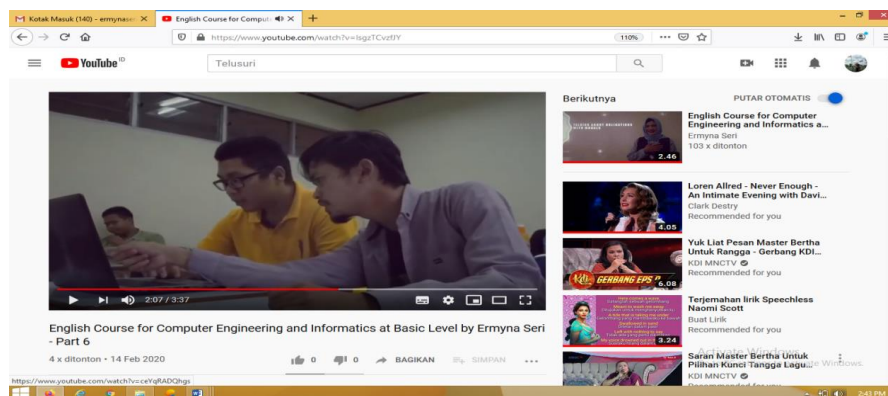 Kotak Masuk (140) - ermynaser
English Course for Compute
https://www.youtube.com/watch?v=IsgzTCvzfJY
110%
YouTube ID
Telusuri
2:07 / 3:37
English Course for Computer Engineering and Informatics at Basic Level by Ermyna Seri
- Part 6
4 x ditonton • 14 Feb 2020
0
0
BAGIKAN
SIMPAN
Berikutnya
PUTAR OTOMATIS
2.46
English Course for Computer
Engineering and Informatics a...
Ermyna Seri
103 x ditonton
4.05
Loren Allred - Never Enough -
An Intimate Evening with Davi...
Clark Destry
Recommended for you
GERBANG EPS
6.08
Yuk Liat Pesan Master Bertha
Untuk Rangga - Gerbang KDI...
KDI MNCTV
Recommended for you
3.24
Terjemahan lirik Speechless
Naomi Scott
Buat Lirik
Recommended for you
Activate Windows
Saran Master Bertha Untuk
Pilihan Kunci Tangga Lagu...
KDI MNCTV
Recommended for you
https://www.youtube.com/watch?v=ceYqRADQhgs
2:43 PM